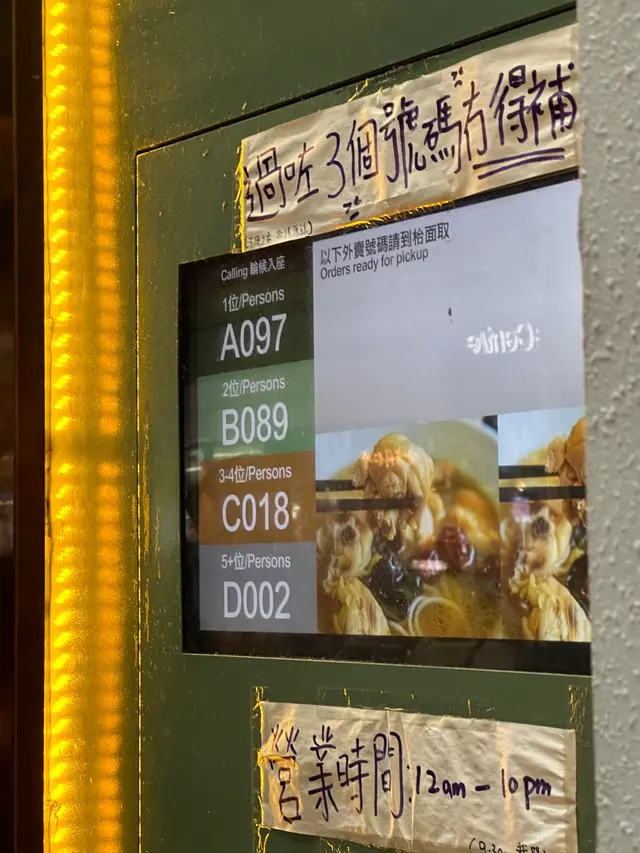 過咗3個號碼冇得補
Calling 輪候入座
1位/Persons
A097
2位/Persons
B089
3-4位/Persons
C018
5+位/Persons
D002
以下外賣號碼請到枱面取
Orders ready for pickup
營業時間:12am-10pm